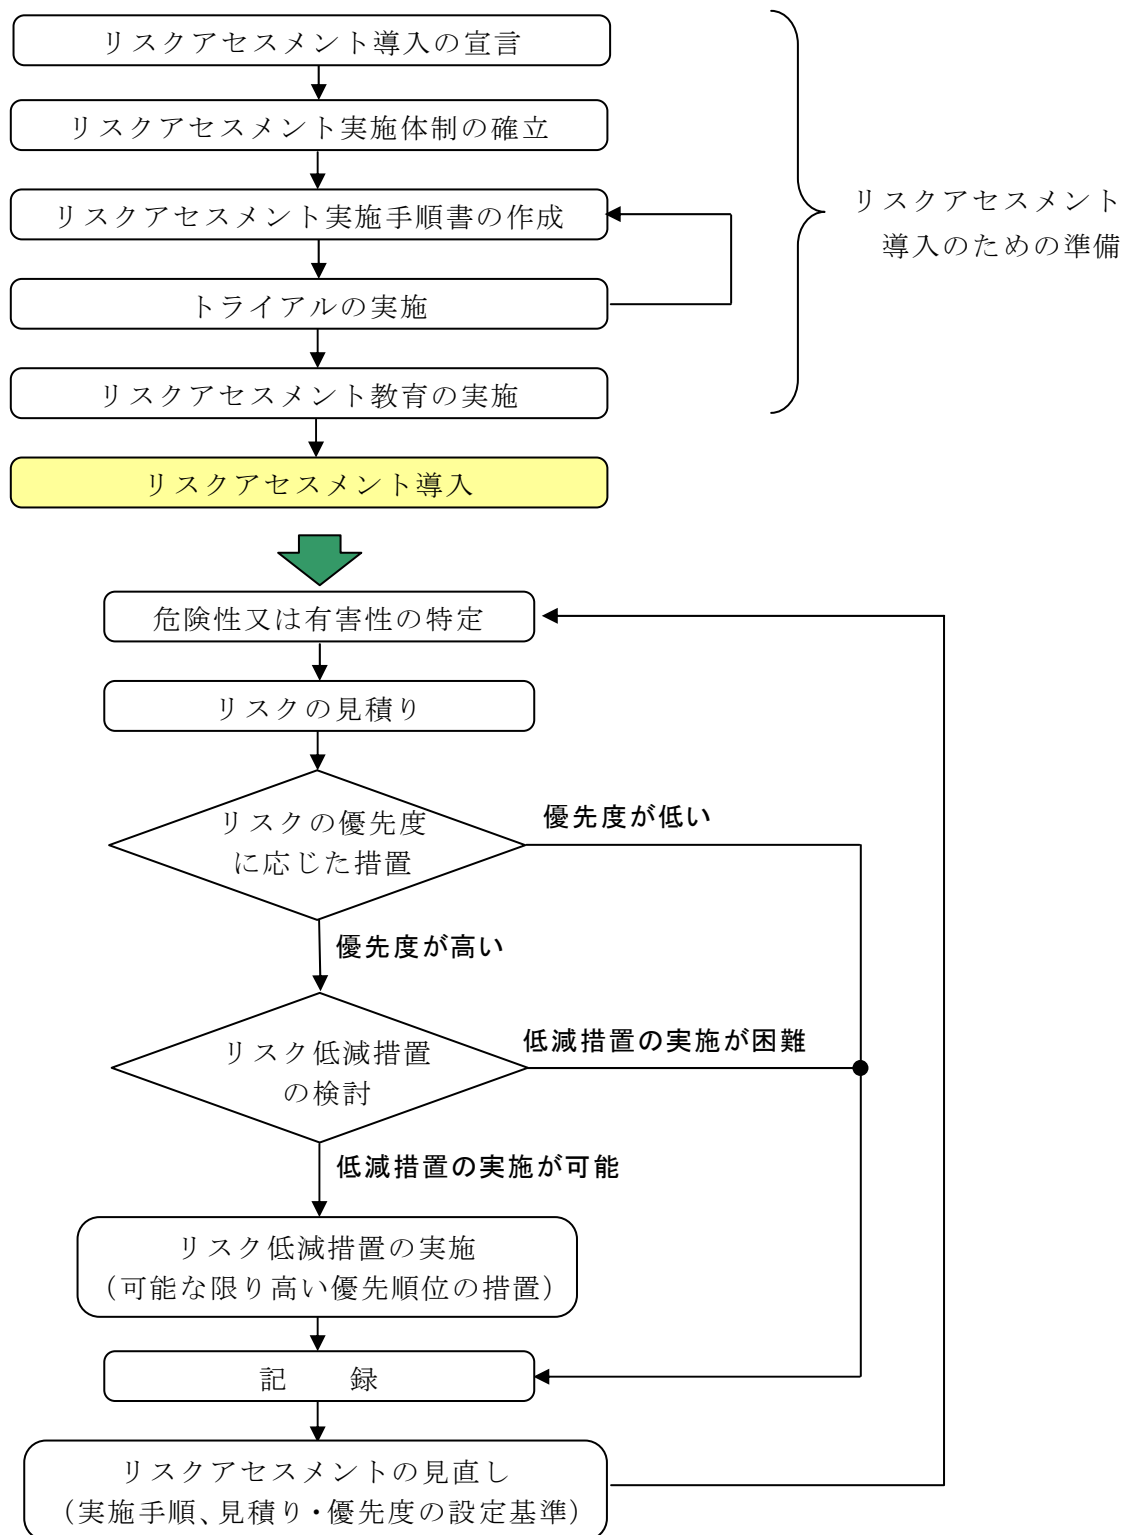 リスクアセスメント導入の宣言
リスクアセスメント実施体制の確立
リスクアセスメント実施手順書の作成
トライアルの実施
リスクアセスメント教育の実施
リスクアセスメント
導入のための準備
リスクアセスメント導入
危険性又は有害性の特定
リスクの見積り
リスクの優先度
に応じた措置
優先度が低い
優先度が高い
リスク低減措置
の検討
低減措置の実施が困難
低減措置の実施が可能
リスク低減措置の実施
（可能な限り高い優先順位の措置）
記　　録
リスクアセスメントの見直し
（実施手順、見積り・優先度の設定基準）